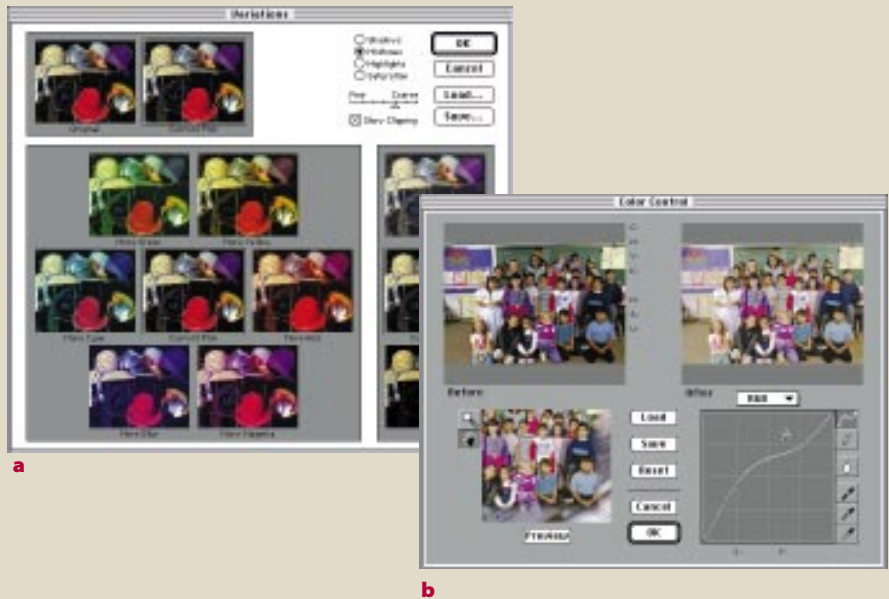 Variations
Shadows
Midtones
Highlights
Saturation
OK
Cancel
Fine Coarse
Load...
Show Clipping
Save...
Original
Current Pick
More Green
More Yellow
More Cyan
Current Pick
More Red
More Blue
More Magenta
a
Color Control
Before
After
RGB
Load
Save
Reset
Cancel
OK
Preview
b